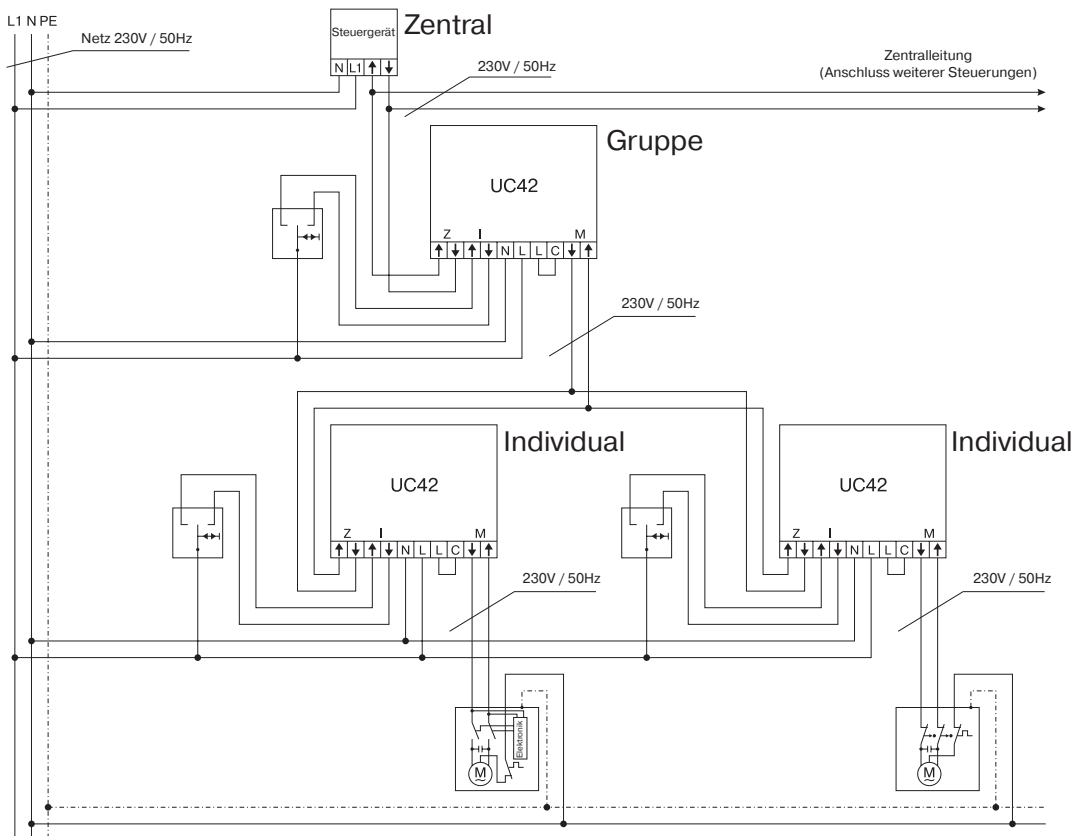 L1 N PE
Netz 230V / 50Hz
Steuergerät
Zentral
N L1 ↑ ↓
230V / 50Hz
Zentralleitung
(Anschluss weiterer Steuerungen)
Gruppe
UC42
Z I M
↑ ↓ ↑ ↓ N L L C ↓ ↑
230V / 50Hz
Individual
UC42
Z I M
↑ ↓ ↑ ↓ N L L C ↓ ↑
230V / 50Hz
Individual
UC42
Z I M
↑ ↓ ↑ ↓ N L L C ↓ ↑
230V / 50Hz
Elektronik
M
~
M
~